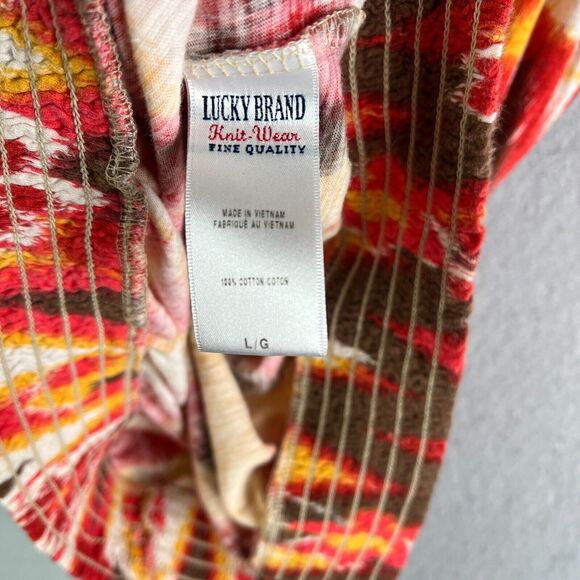 LUCKY BRAND
Knit-Wear
FINE QUALITY
MADE IN VIETNAM
FABRIQUÉ AU VIETNAM
100% COTTON COTON
L/G